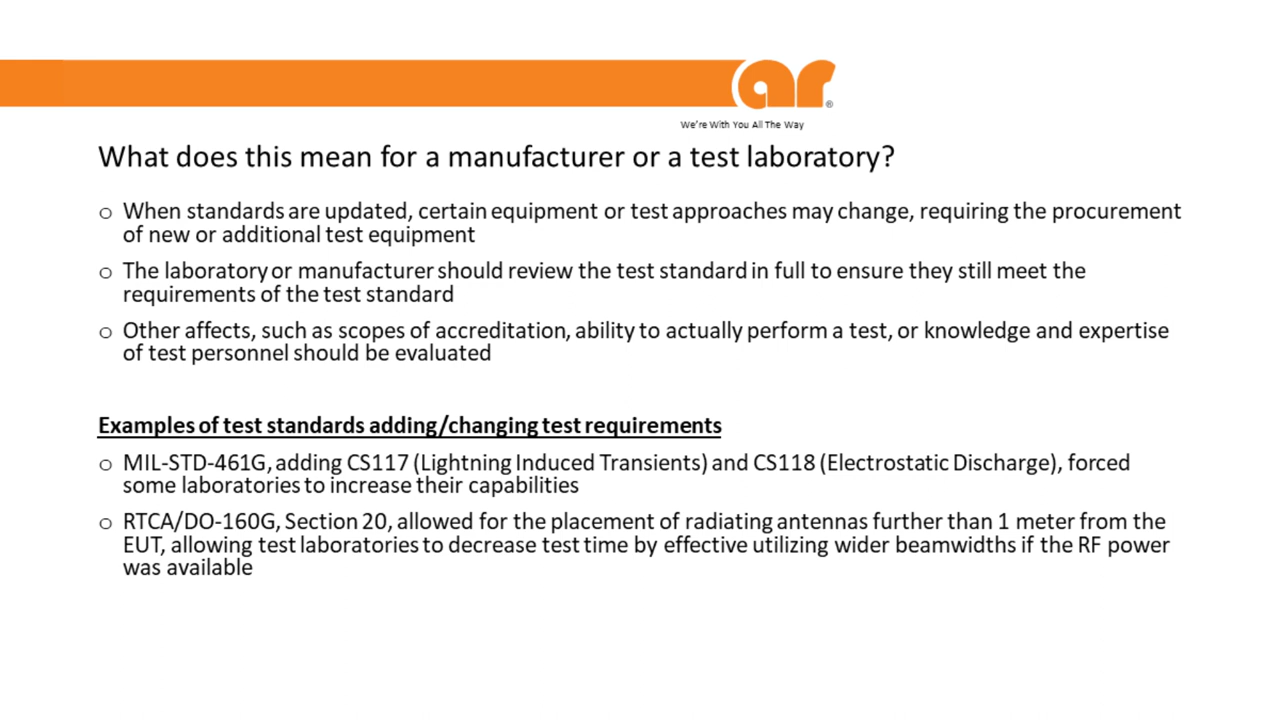 ar®
We're With You All The Way
What does this mean for a manufacturer or a test laboratory?
o When standards are updated, certain equipment or test approaches may change, requiring the procurement
of new or additional test equipment
o The laboratory or manufacturer should review the test standard in full to ensure they still meet the
requirements of the test standard
o Other affects, such as scopes of accreditation, ability to actually perform a test, or knowledge and expertise
of test personnel should be evaluated
Examples of test standards adding/changing test requirements
o MIL-STD-461G, adding CS117 (Lightning Induced Transients) and CS118 (Electrostatic Discharge), forced
some laboratories to increase their capabilities
o RTCA/DO-160G, Section 20, allowed for the placement of radiating antennas further than 1 meter from the
EUT, allowing test laboratories to decrease test time by effective utilizing wider beamwidths if the RF power
was available